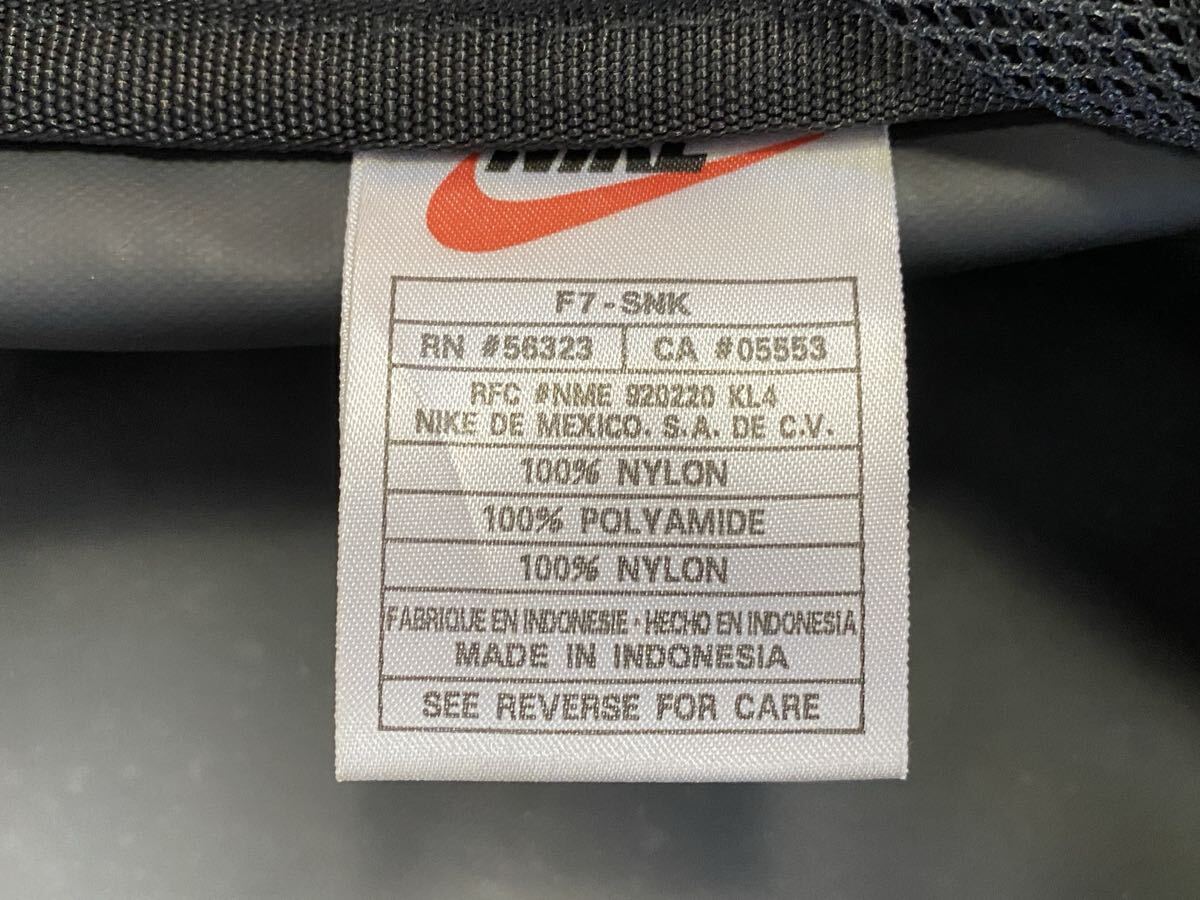 NIKE
F7-SNK
RN #56323 CA #05553
RFC #NME 920220 KL4
NIKE DE MEXICO. S.A. DE C.V.
100% NYLON
100% POLYAMIDE
100% NYLON
FABRIQUE EN INDONESIE · HECHO EN INDONESIA
MADE IN INDONESIA
SEE REVERSE FOR CARE